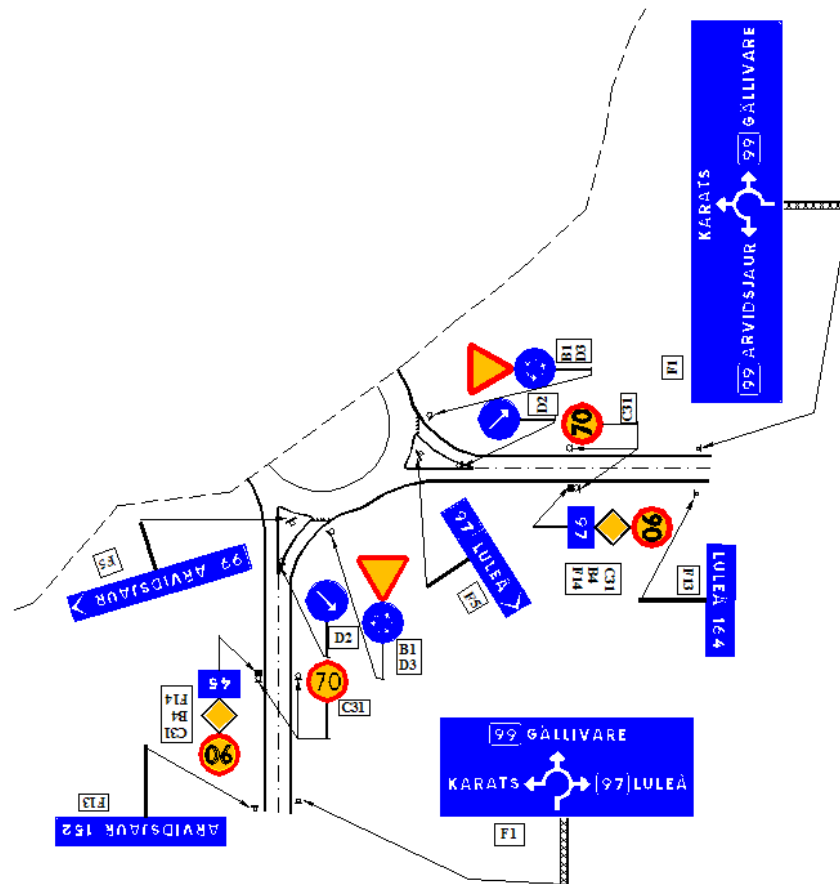 KARATS
99 GÄLLIVARE
99 ARVIDSJAUR
F1
B1
D3
D2
C31
70
97
90
C31
B4
F14
F13
LULEÅ 164
97 LULEÅ
F5
F5
99 ARVIDSJAUR
D2
B1
D3
70
C31
45
90
C31
B4
F14
F13
ARVIDSJAUR 152
99 GÄLLIVARE
KARATS
97 LULEÅ
F1